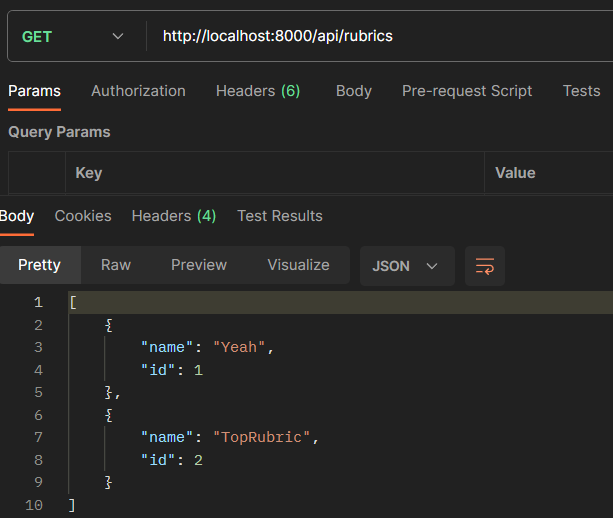 GET http://localhost:8000/api/rubrics
Params Authorization Headers (6) Body Pre-request Script Tests
Query Params
Key Value
Body Cookies Headers (4) Test Results
Pretty Raw Preview Visualize JSON
1 [
2 {
3 "name": "Yeah",
4 "id": 1
5 },
6 {
7 "name": "TopRubric",
8 "id": 2
9 }
10 ]